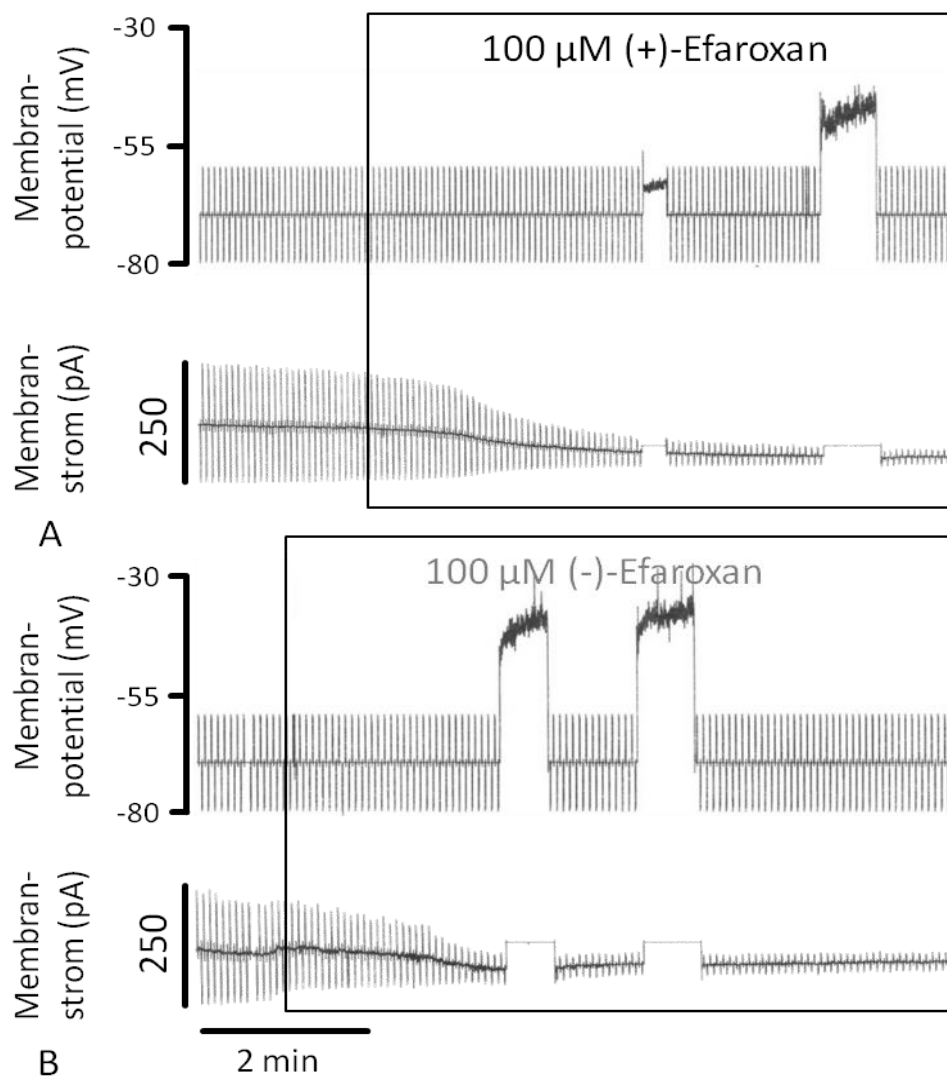 100 µM (+)-Efaroxan
-30
-55
-80
Membran-
potential (mV)
250
Membran-
strom (pA)
A
100 µM (-)-Efaroxan
-30
-55
-80
Membran-
potential (mV)
250
Membran-
strom (pA)
2 min
B